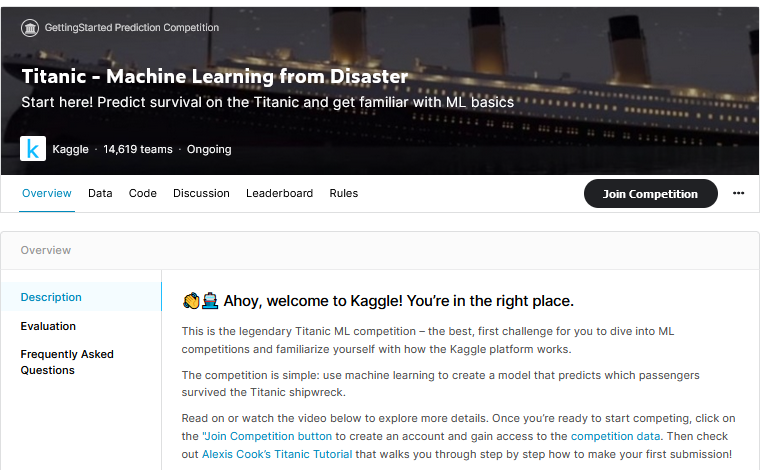 GettingStarted Prediction Competition
Titanic - Machine Learning from Disaster
Start here! Predict survival on the Titanic and get familiar with ML basics
k Kaggle · 14,619 teams · Ongoing
Overview Data Code Discussion Leaderboard Rules Join Competition •••
Overview
Description
Evaluation
Frequently Asked
Questions
👋🛳️ Ahoy, welcome to Kaggle! You’re in the right place.
This is the legendary Titanic ML competition – the best, first challenge for you to dive into ML
competitions and familiarize yourself with how the Kaggle platform works.
The competition is simple: use machine learning to create a model that predicts which passengers
survived the Titanic shipwreck.
Read on or watch the video below to explore more details. Once you’re ready to start competing, click on
the "Join Competition button to create an account and gain access to the competition data. Then check
out Alexis Cook’s Titanic Tutorial that walks you through step by step how to make your first submission!